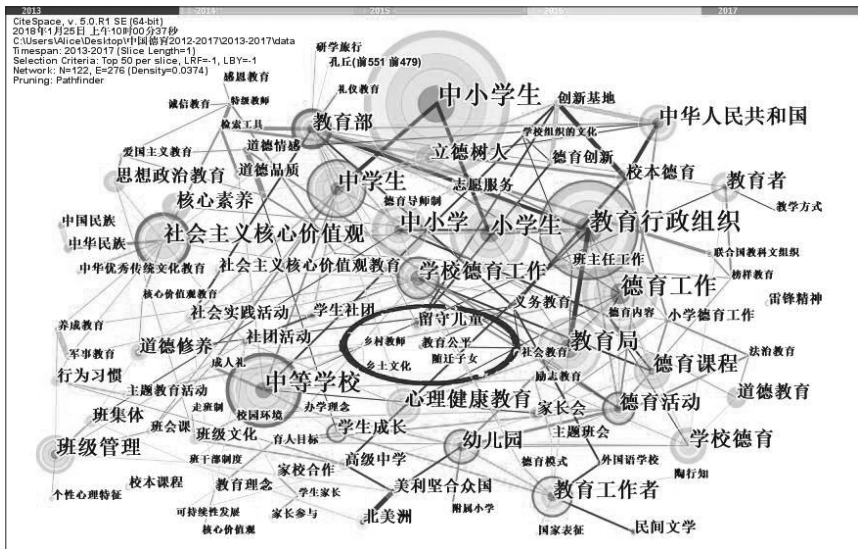 2013 2014 2015 2016 2017
CiteSpace, v. 5.0.R1 SE (64-bit)
2018年1月25日 上午10时00分37秒
C:\Users\Alice\Desktop\中国德育2012-2017\2013-2017\data
Timespan: 2013-2017 (Slice Length=1)
Selection Criteria: Top 50 per slice, LRF=-1, LBY=-1
Network: N=122, E=276 (Density=0.0374)
Pruning: Pathfinder
研学旅行
孔丘(前551 前479)
感恩教育
礼仪教育
中小学生
创新基地
诚信教育
特级教师
中华人民共和国
检索工具
教育部
学校组织的文化
爱国主义教育
道德情感
立德树人
德育创新
思想政治教育
道德品质
中学生
志愿服务
校本德育
教育者
核心素养
德育导师制
教学方式
中国民族
社会主义核心价值观
中小学
小学生
教育行政组织
中华民族
班主任工作
联合国教科文组织
中华优秀传统文化教育
社会主义核心价值观教育
学校德育工作
榜样教育
核心价值观教育
德育工作
雷锋精神
社会实践活动
学生社团
留守儿童
义务教育
德育内容
小学德育工作
养成教育
社团活动
乡村教师
教育公平
教育局
军事教育
道德修养
随迁子女
社会教育
法治教育
成人礼
乡土文化
励志教育
德育课程
行为习惯
主题教育活动
中等学校
心理健康教育
道德教育
走班制
办学理念
家长会
德育活动
班集体
校园环境
班会课
学生成长
主题班会
班级管理
班级文化
育人目标
幼儿园
学校德育
班干部制度
家校合作
高级中学
德育模式
外国语学校
陶行知
校本课程
教育理念
学生家长
美利坚合众国
教育工作者
个性心理特征
可持续性发展
家长参与
北美洲
附属小学
核心价值观
国家表征
民间文学